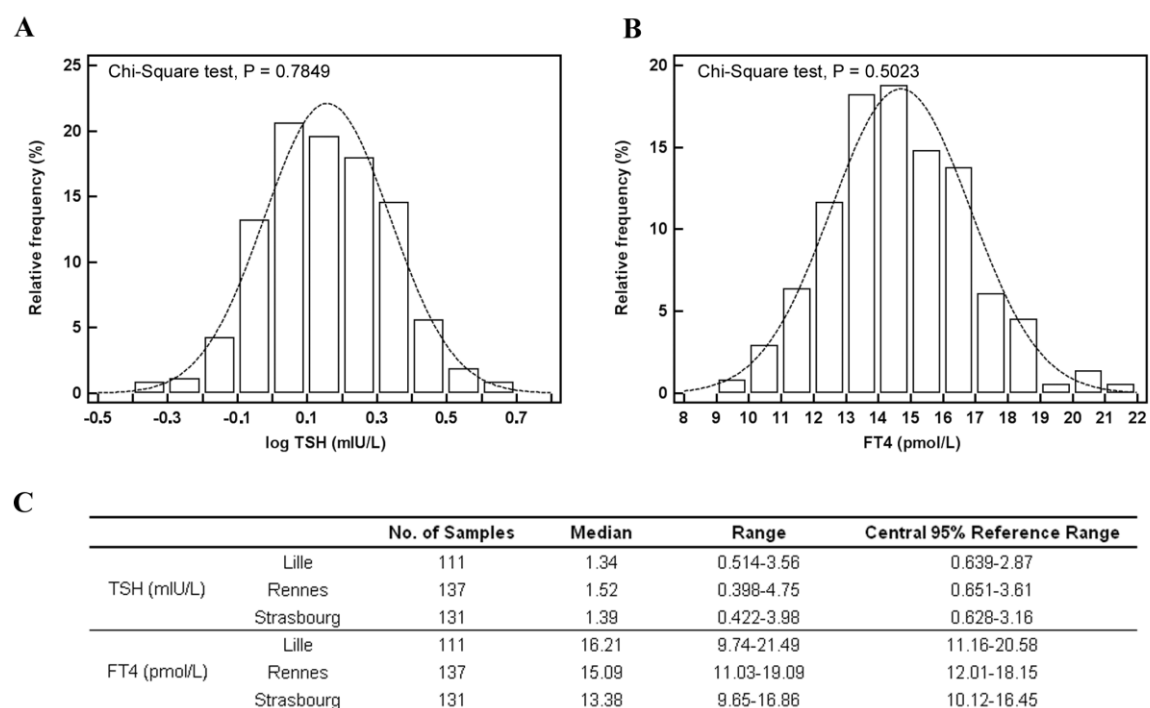 A
Chi-Square test, P = 0.7849
25
20
15
10
5
0
Relative frequency (%)
-0.5 -0.3 -0.1 0.1 0.3 0.5 0.7
log TSH (mIU/L)
B
Chi-Square test, P = 0.5023
20
15
10
5
0
Relative frequency (%)
8 9 10 11 12 13 14 15 16 17 18 19 20 21 22
FT4 (pmol/L)
C
No. of Samples Median Range Central 95% Reference Range
TSH (mIU/L)
Lille 111 1.34 0.514-3.56 0.639-2.87
Rennes 137 1.52 0.398-4.75 0.651-3.61
Strasbourg 131 1.39 0.422-3.98 0.628-3.16
FT4 (pmol/L)
Lille 111 16.21 9.74-21.49 11.16-20.58
Rennes 137 15.09 11.03-19.09 12.01-18.15
Strasbourg 131 13.38 9.65-16.86 10.12-16.45